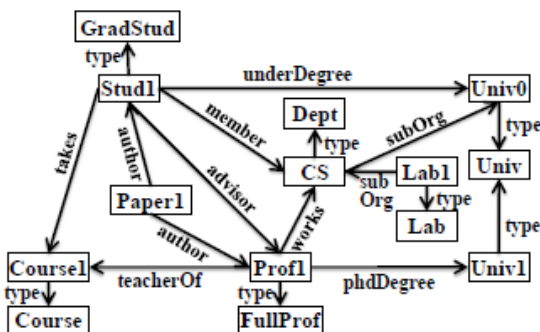 GradStud
type
Stud1
underDegree
Univ0
member
Dept
subOrg
type
type
takes
author
advisor
CS
sub
Org
Lab1
Univ
Paper1
works
type
Lab
type
author
Course1
teacherOf
Prof1
phdDegree
Univ1
type
type
Course
FullProf